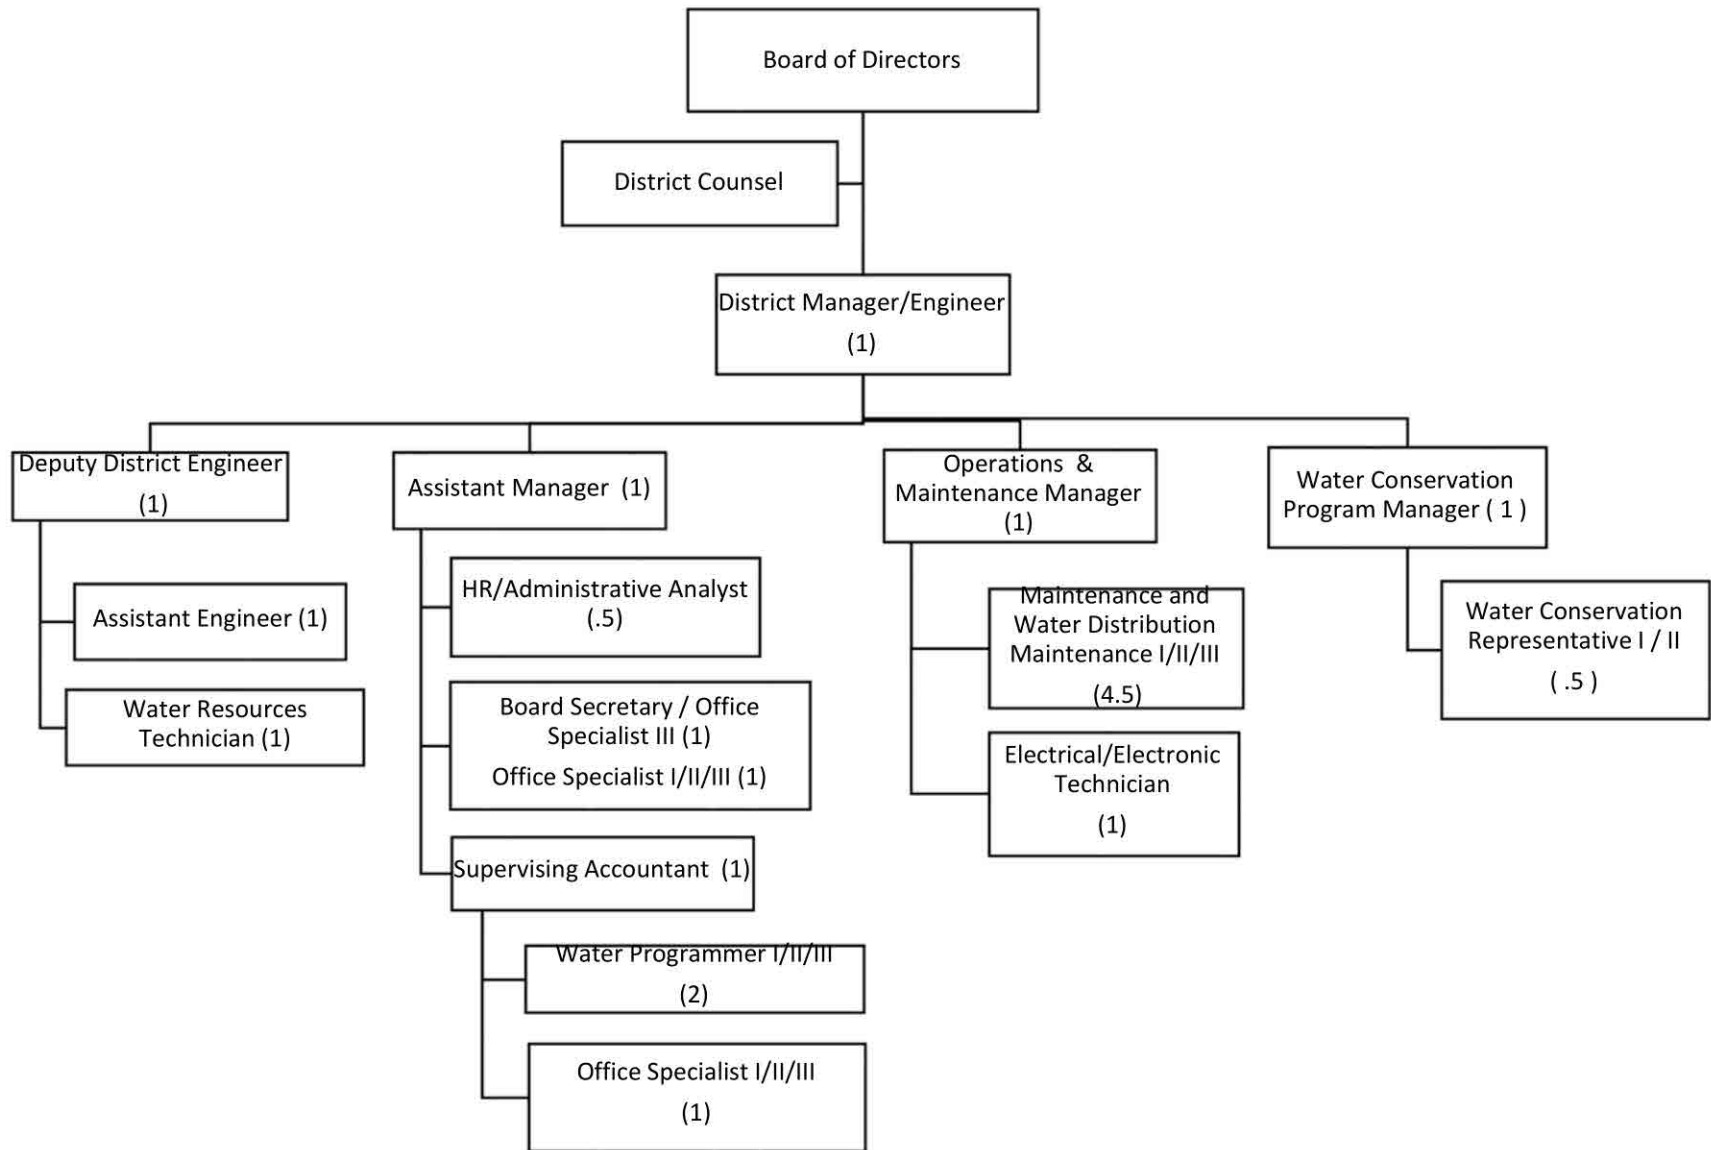 Board of Directors
District Counsel
District Manager/Engineer
(1)
Deputy District Engineer
(1)
Assistant Engineer (1)
Water Resources
Technician (1)
Assistant Manager  (1)
HR/Administrative Analyst
(.5)
Board Secretary / Office
Specialist III (1)
Office Specialist I/II/III (1)
Supervising Accountant  (1)
Water Programmer I/II/III
(2)
Office Specialist I/II/III
(1)
Operations  &
Maintenance Manager
(1)
Maintenance and
Water Distribution
Maintenance I/II/III
(4.5)
Electrical/Electronic
Technician
(1)
Water Conservation
Program Manager ( 1 )
Water Conservation
Representative I / II
( .5 )